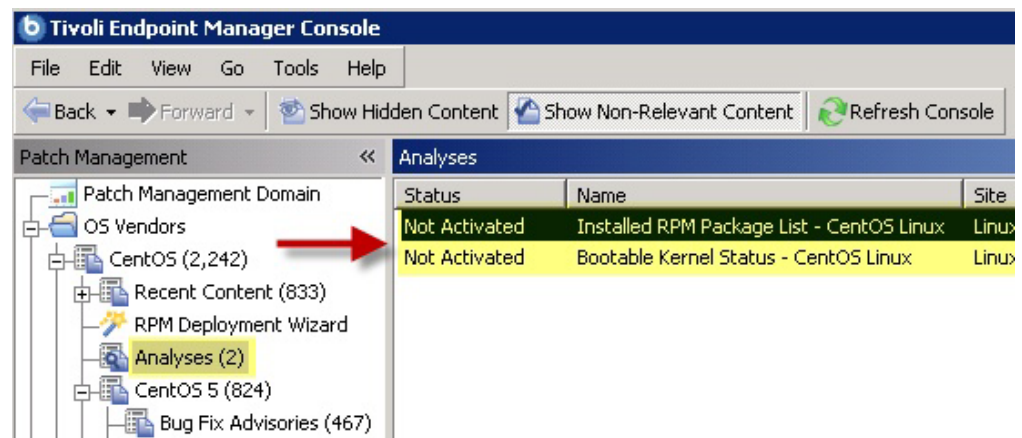 Tivoli Endpoint Manager Console
File Edit View Go Tools Help
Back Forward Show Hidden Content Show Non-Relevant Content Refresh Console
Patch Management « Analyses
Patch Management Domain
OS Vendors
CentOS (2,242)
Recent Content (833)
RPM Deployment Wizard
Analyses (2)
CentOS 5 (824)
Bug Fix Advisories (467)
Status Name Site
Not Activated Installed RPM Package List - CentOS Linux Linux
Not Activated Bootable Kernel Status - CentOS Linux Linux